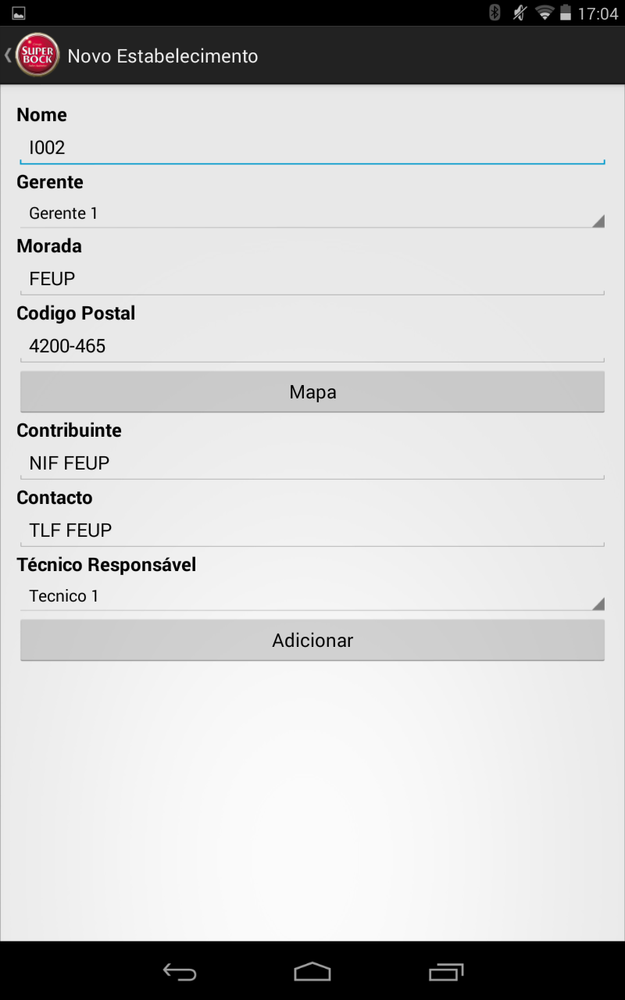 17:04
SUPER
BOCK
Novo Estabelecimento
Nome
I002
Gerente
Gerente 1
Morada
FEUP
Codigo Postal
4200-465
Mapa
Contribuinte
NIF FEUP
Contacto
TLF FEUP
Técnico Responsável
Tecnico 1
Adicionar